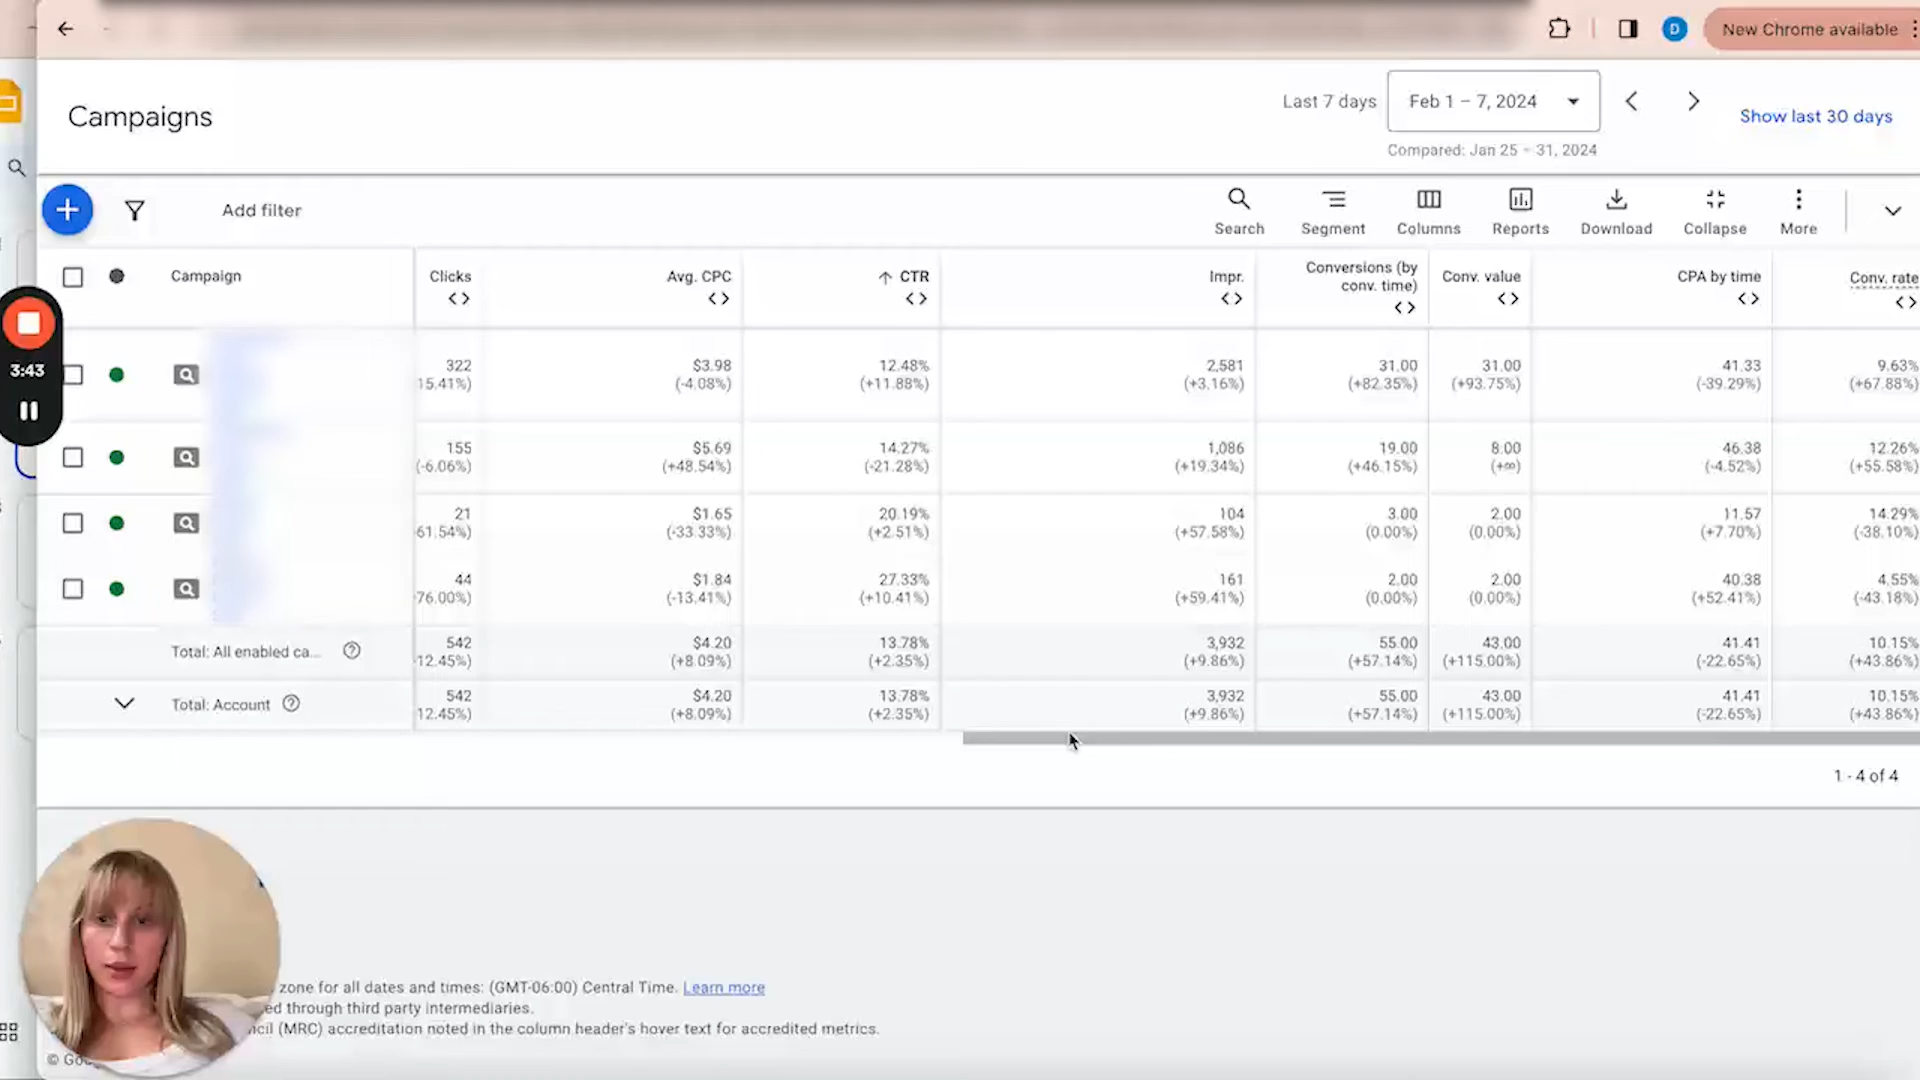 D
New Chrome available
Campaigns
Last 7 days
Feb 1 – 7, 2024
Compared: Jan 25 – 31, 2024
Show last 30 days
Add filter
Search
Segment
Columns
Reports
Download
Collapse
More
Campaign
Clicks
Avg. CPC
CTR
Impr.
Conversions (by
conv. time)
Conv. value
CPA by time
Conv. rate
3:43
322 $3.98 12.48% 2,581 31.00 31.00 41.33 9.63%
15.41%) (-4.08%) (+11.88%) (+3.16%) (+82.35%) (+93.75%) (-39.29%) (+67.88%)
155 $5.69 14.27% 1,086 19.00 8.00 46.38 12.26%
(-6.06%) (+48.54%) (-21.28%) (+19.34%) (+46.15%) (+∞) (-4.52%) (+55.58%)
21 $1.65 20.19% 104 3.00 2.00 11.57 14.29%
61.54%) (-33.33%) (+2.51%) (+57.58%) (0.00%) (0.00%) (+7.70%) (-38.10%)
44 $1.84 27.33% 161 2.00 2.00 40.38 4.55%
76.00%) (-13.41%) (+10.41%) (+59.41%) (0.00%) (0.00%) (+52.41%) (-43.18%)
Total: All enabled ca... 542 $4.20 13.78% 3,932 55.00 43.00 41.41 10.15%
12.45%) (+8.09%) (+2.35%) (+9.86%) (+57.14%) (+115.00%) (-22.65%) (+43.86%)
Total: Account 542 $4.20 13.78% 3,932 55.00 43.00 41.41 10.15%
12.45%) (+8.09%) (+2.35%) (+9.86%) (+57.14%) (+115.00%) (-22.65%) (+43.86%)
1 - 4 of 4
zone for all dates and times: (GMT-06:00) Central Time. Learn more
ed through third party intermediaries.
cil (MRC) accreditation noted in the column header's hover text for accredited metrics.
© Goo